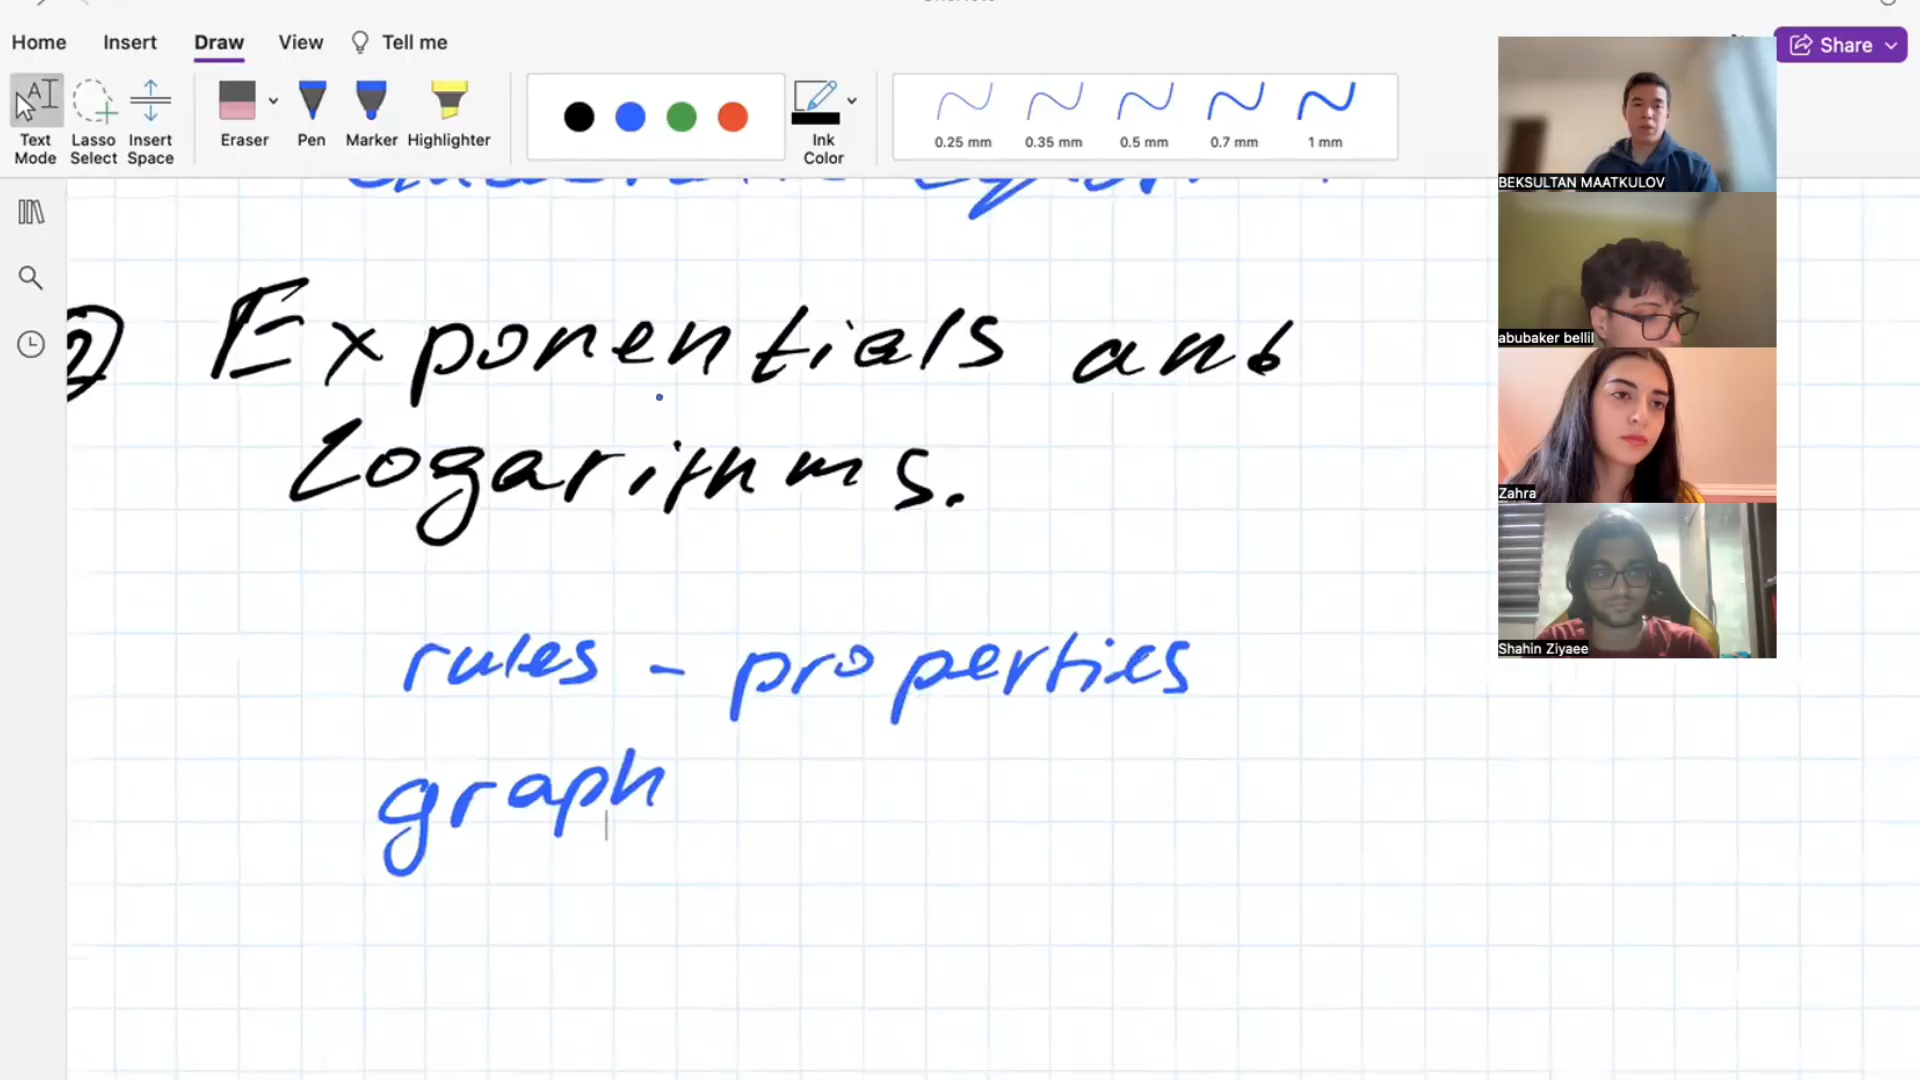 Home Insert Draw View Tell me
Share
Text Mode
Lasso Select
Insert Space
Eraser
Pen
Marker
Highlighter
Ink Color
0.25 mm
0.35 mm
0.5 mm
0.7 mm
1 mm
BEKSULTAN MAATKULOV
abubaker bellil
Zahra
Shahin Ziyaee
2) Exponentials and
Logarithms.
rules - properties
graph